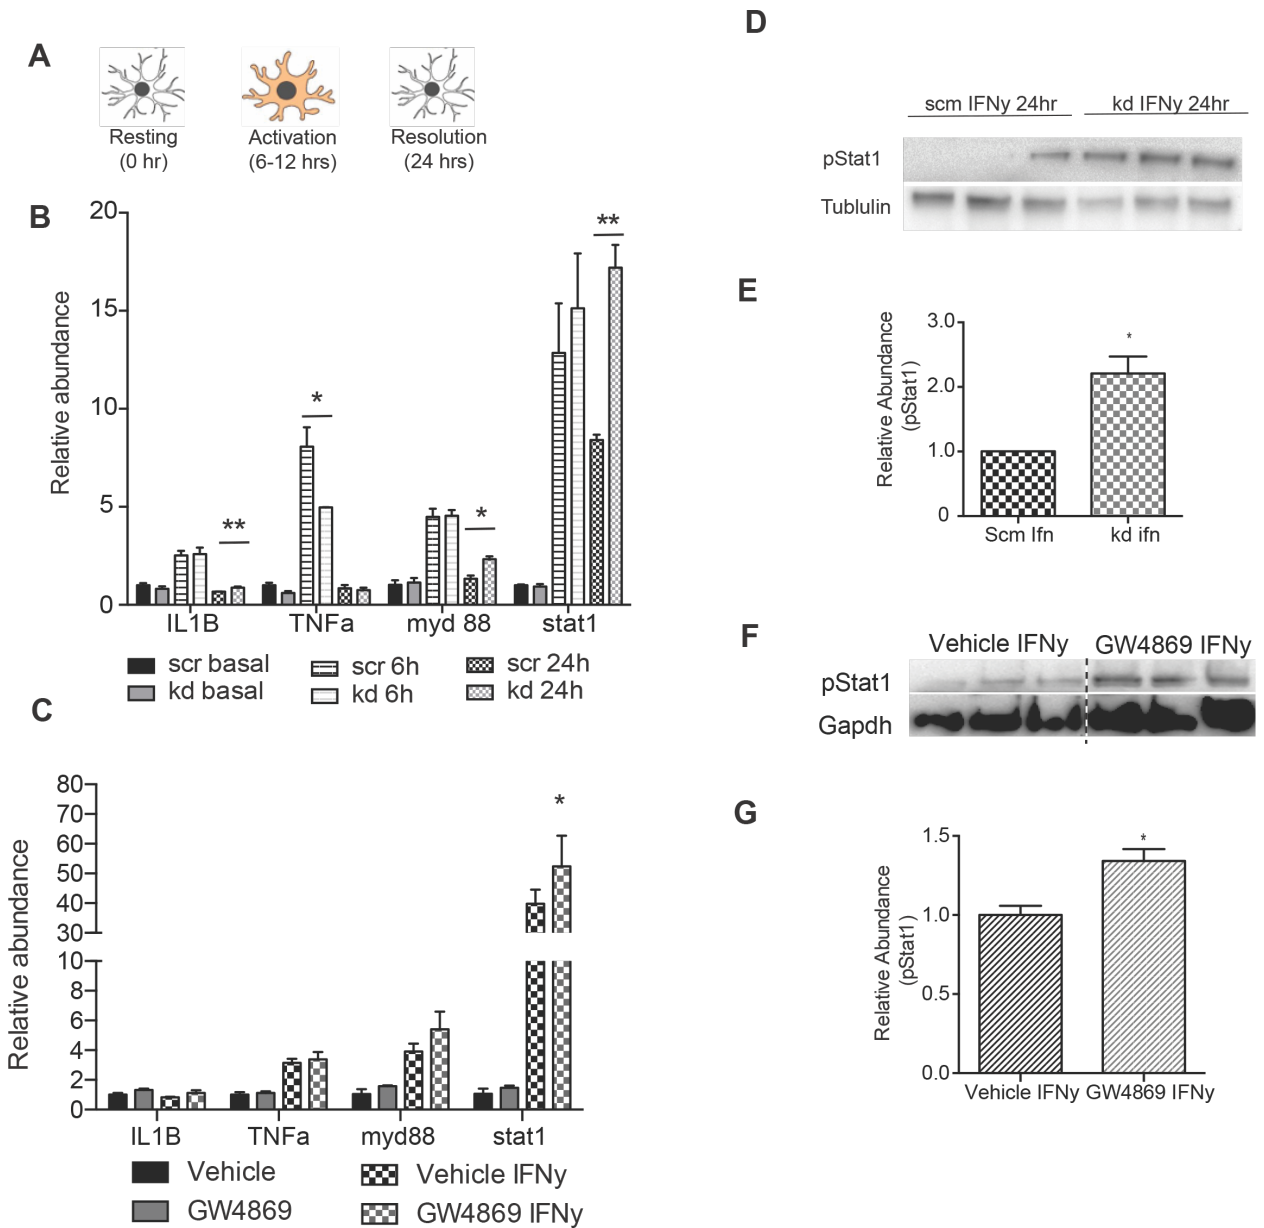 A
Resting
(0 hr)
Activation
(6-12 hrs)
Resolution
(24 hrs)
B
Relative abundance
20
15
10
5
0
**
*
*
**
IL1B
TNFa
myd 88
stat1
scr basal
kd basal
scr 6h
kd 6h
scr 24h
kd 24h
C
Relative abundance
80
70
60
50
40
30
10
8
6
4
2
0
*
IL1B
TNFa
myd88
stat1
Vehicle
GW4869
Vehicle IFNy
GW4869 IFNy
D
scm IFNy 24hr
kd IFNy 24hr
pStat1
Tublulin
E
Relative Abundance
(pStat1)
3.0
2.0
1.0
0
*
Scm Ifn
kd ifn
F
Vehicle IFNy
GW4869 IFNy
pStat1
Gapdh
G
Relative Abundance
(pStat1)
1.5
1.0
0.5
0.0
*
Vehicle IFNy
GW4869 IFNy